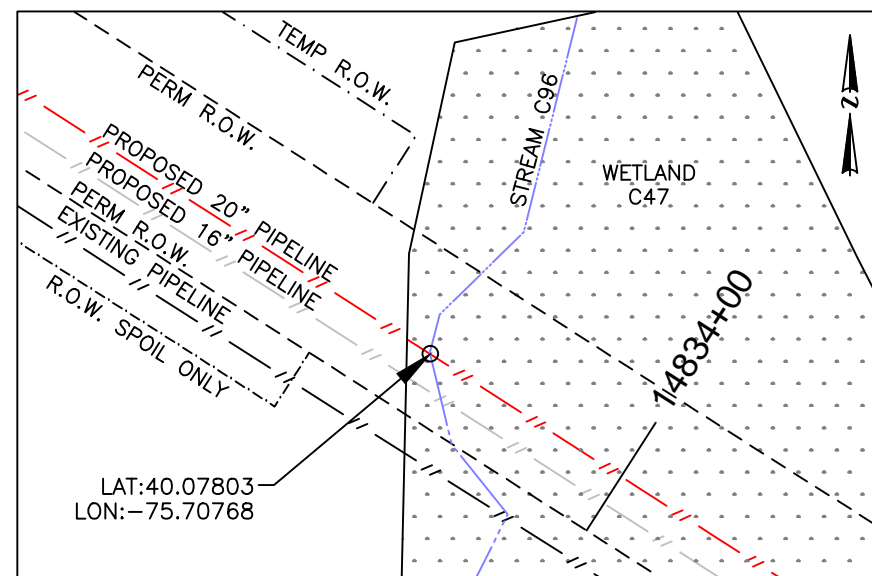 TEMP R.O.W.
PERM R.O.W.
STREAM C96
WETLAND
C47
N
PROPOSED 20" PIPELINE
PROPOSED 16" PIPELINE
PERM R.O.W.
EXISTING PIPELINE
R.O.W. SPOIL ONLY
14834+00
LAT:40.07803
LON:-75.70768